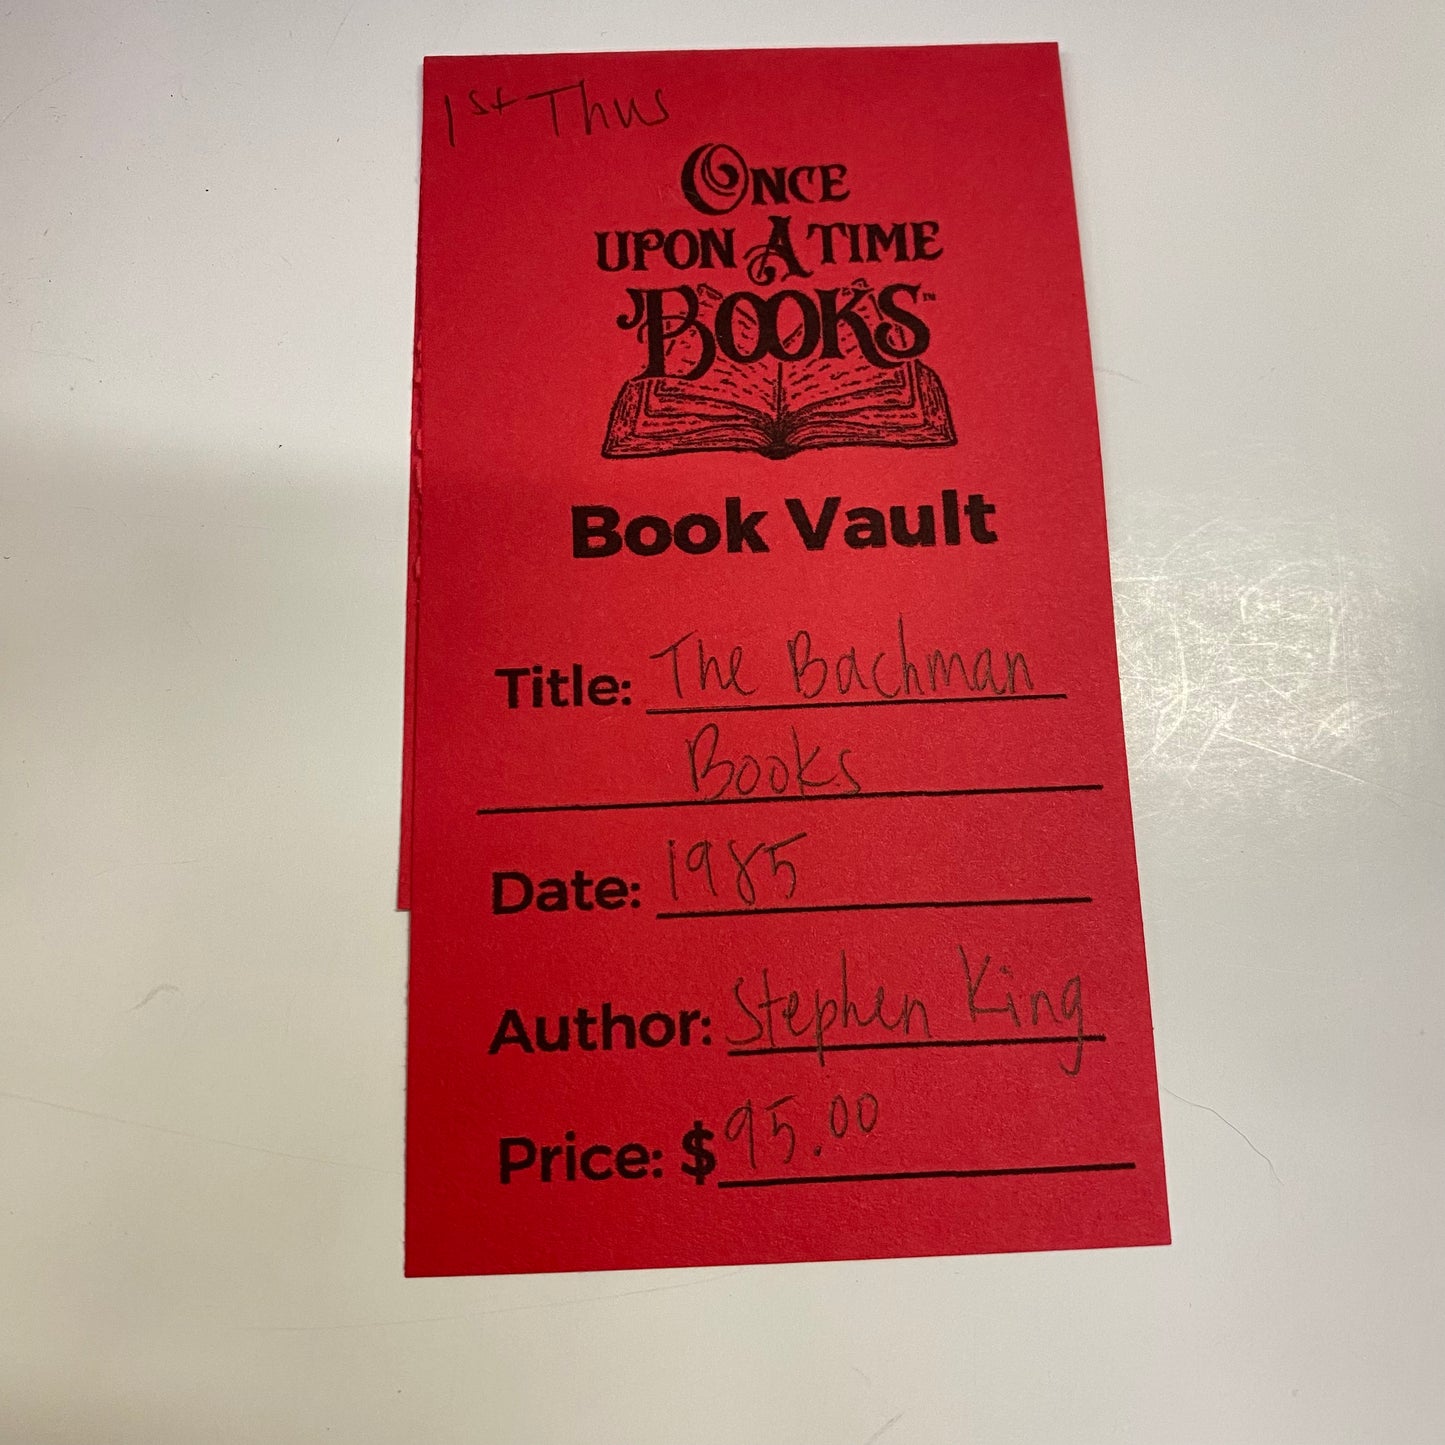 1st Thus
ONCE
UPON A TIME
BOOKS™
Book Vault
Title: The Bachman
Books
Date: 1985
Author: Stephen King
Price: $95.00